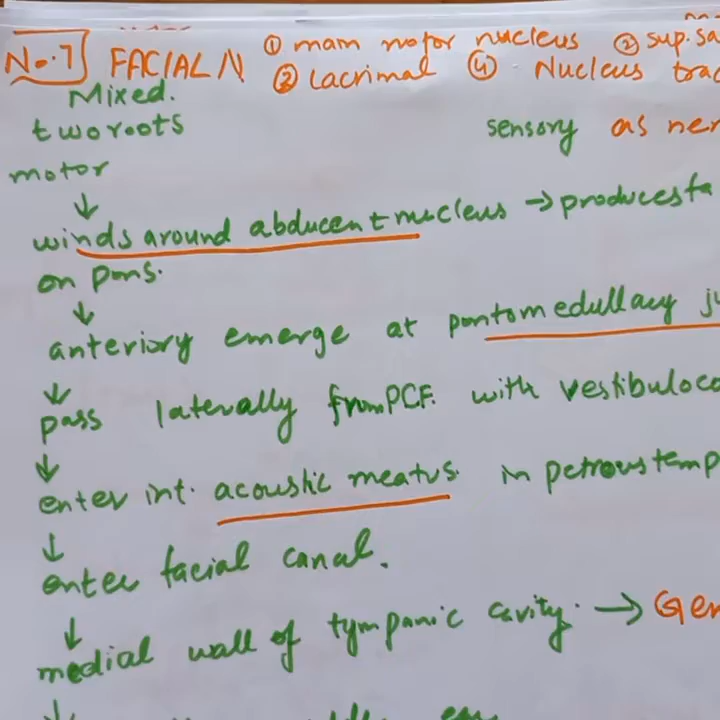 No.7 FACIAL N ① main motor nucleus ② sup.sa
② Lacrimal ④ Nucleus trac
Mixed.
two roots sensory as ner
motor
↓
winds around abducent nucleus → produces fa
on pons.
↓
anteriory emerge at pontomedullary ju
↓
pass laterally from PCF. with vestibuloco
↓
enter int. acoustic meatus. in petrous temp
↓
enter facial canal.
↓
medial wall of tympanic cavity. → Gen
↓